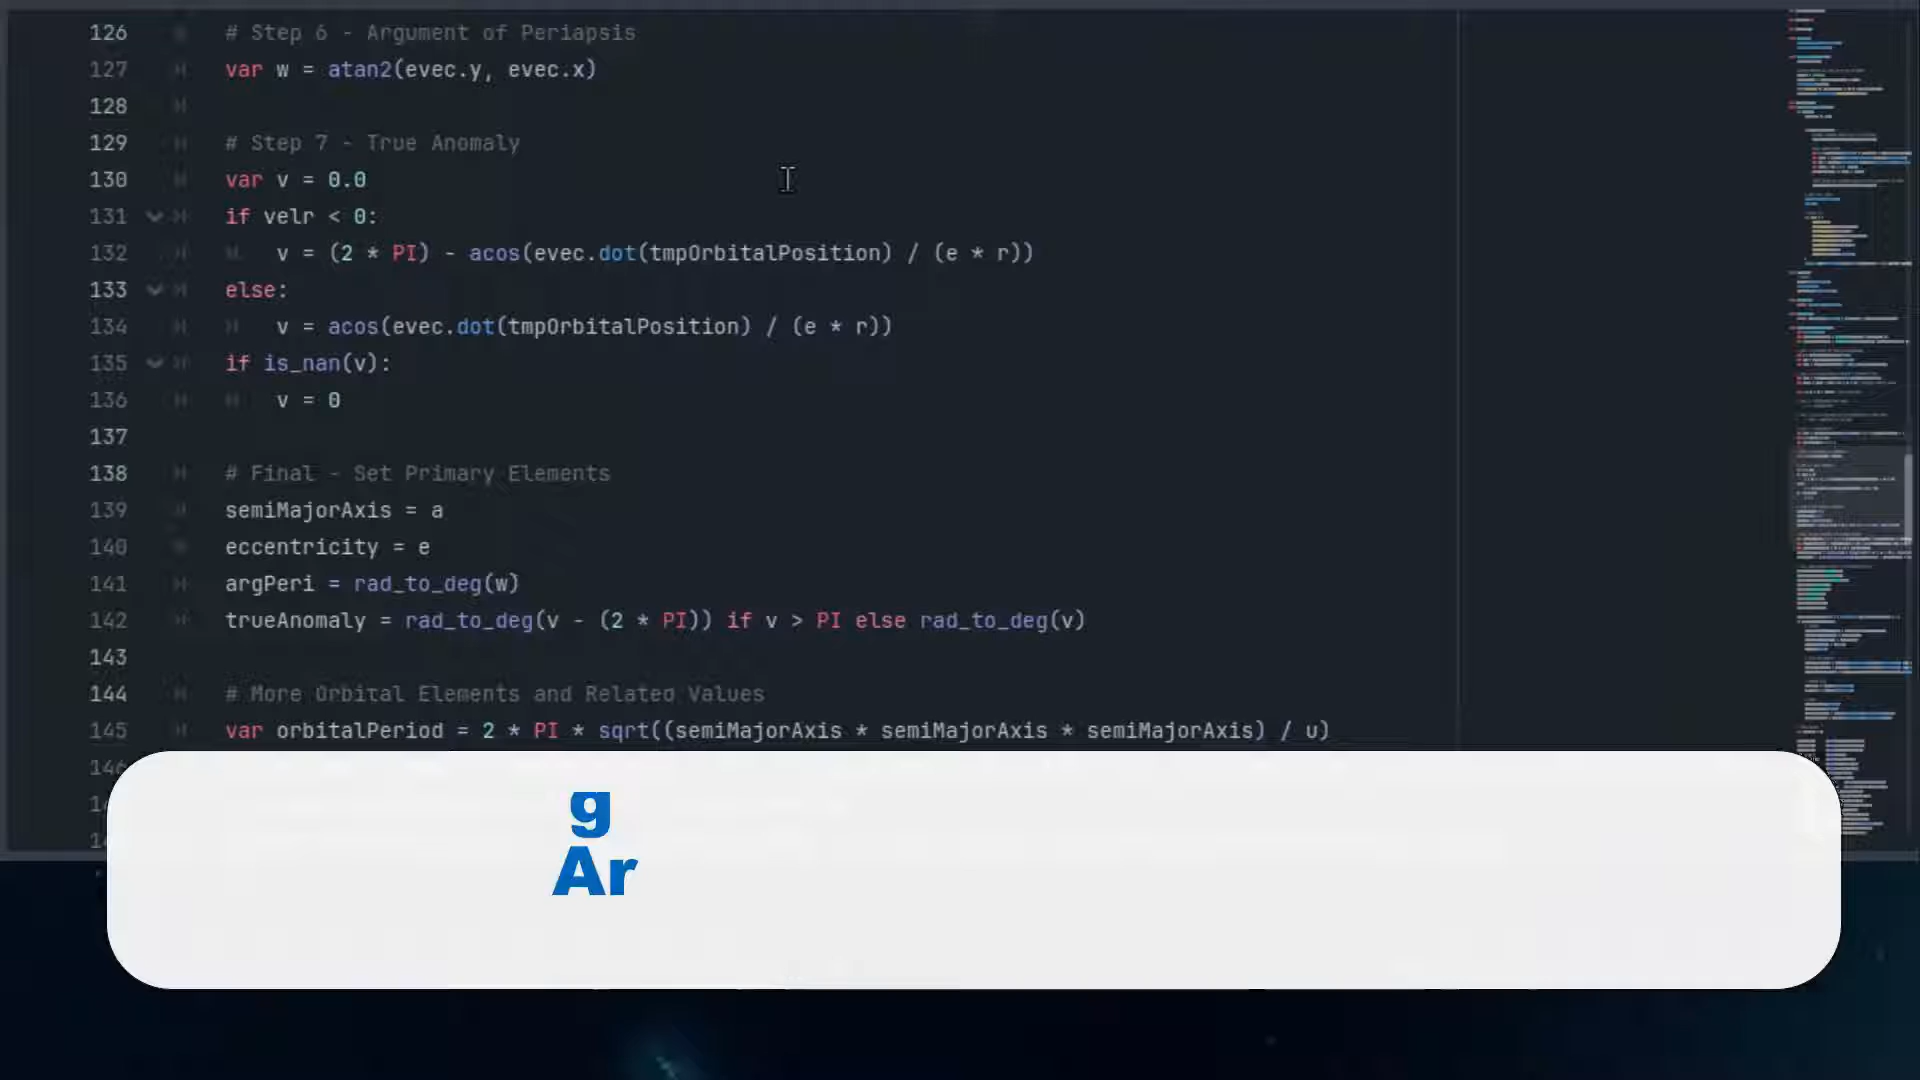 126 # Step 6 - Argument of Periapsis
127 var w = atan2(evec.y, evec.x)
128
129 # Step 7 - True Anomaly
130 var v = 0.0
131 if velr < 0:
132 v = (2 * PI) - acos(evec.dot(tmpOrbitalPosition) / (e * r))
133 else:
134 v = acos(evec.dot(tmpOrbitalPosition) / (e * r))
135 if is_nan(v):
136 v = 0
137
138 # Final - Set Primary Elements
139 semiMajorAxis = a
140 eccentricity = e
141 argPeri = rad_to_deg(w)
142 trueAnomaly = rad_to_deg(v - (2 * PI)) if v > PI else rad_to_deg(v)
143
144 # More Orbital Elements and Related Values
145 var orbitalPeriod = 2 * PI * sqrt((semiMajorAxis * semiMajorAxis * semiMajorAxis) / u)
146
g
Ar